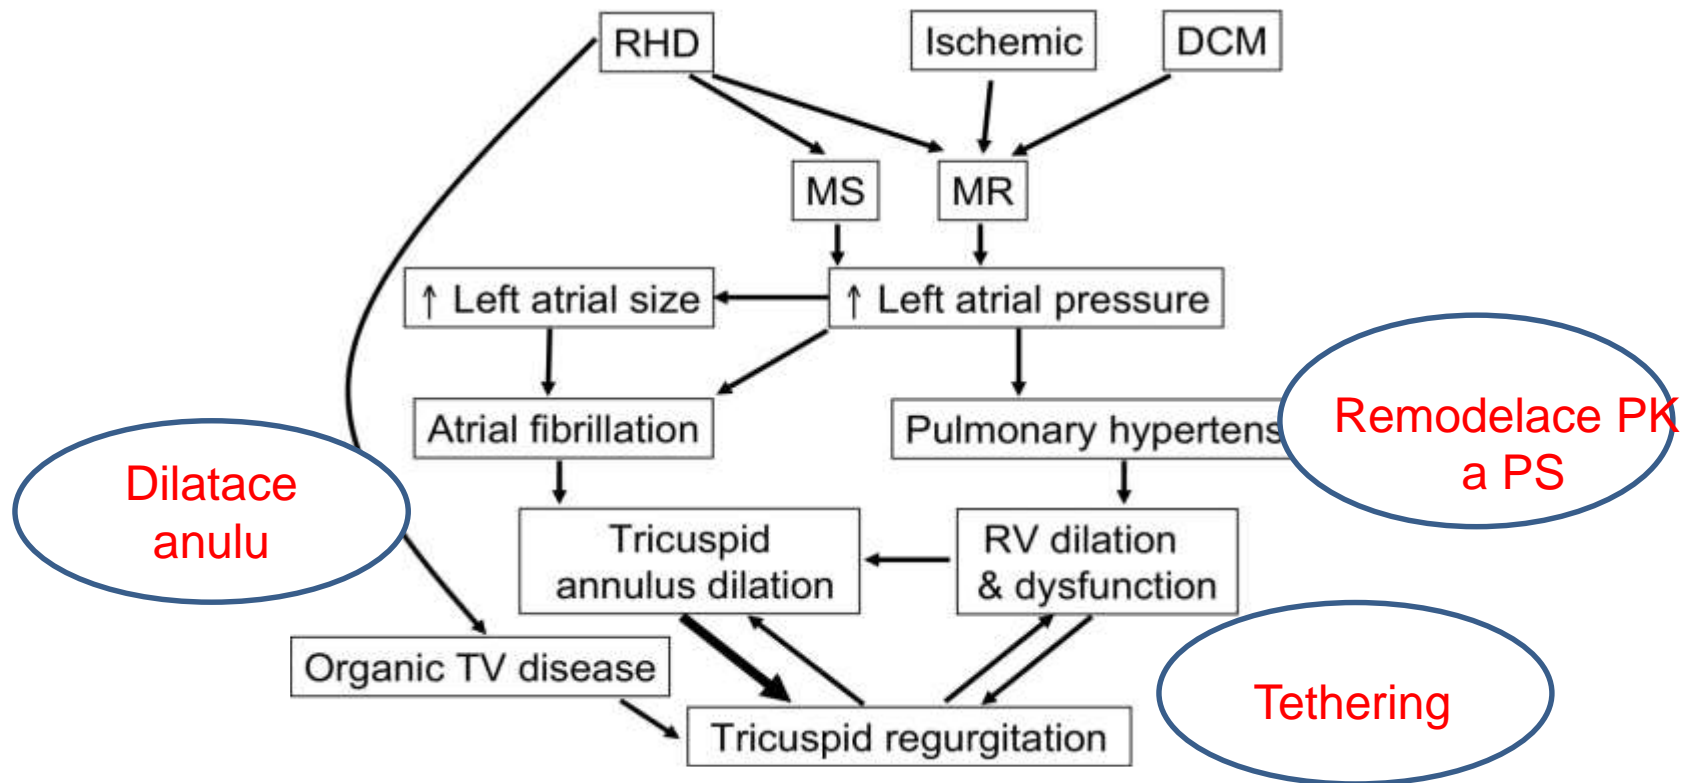 RHD
Ischemic
DCM
MS
MR
↑ Left atrial size
↑ Left atrial pressure
Atrial fibrillation
Pulmonary hypertens
Remodelace PK
a PS
Dilatace
anulu
Tricuspid
annulus dilation
RV dilation
& dysfunction
Organic TV disease
Tethering
Tricuspid regurgitation